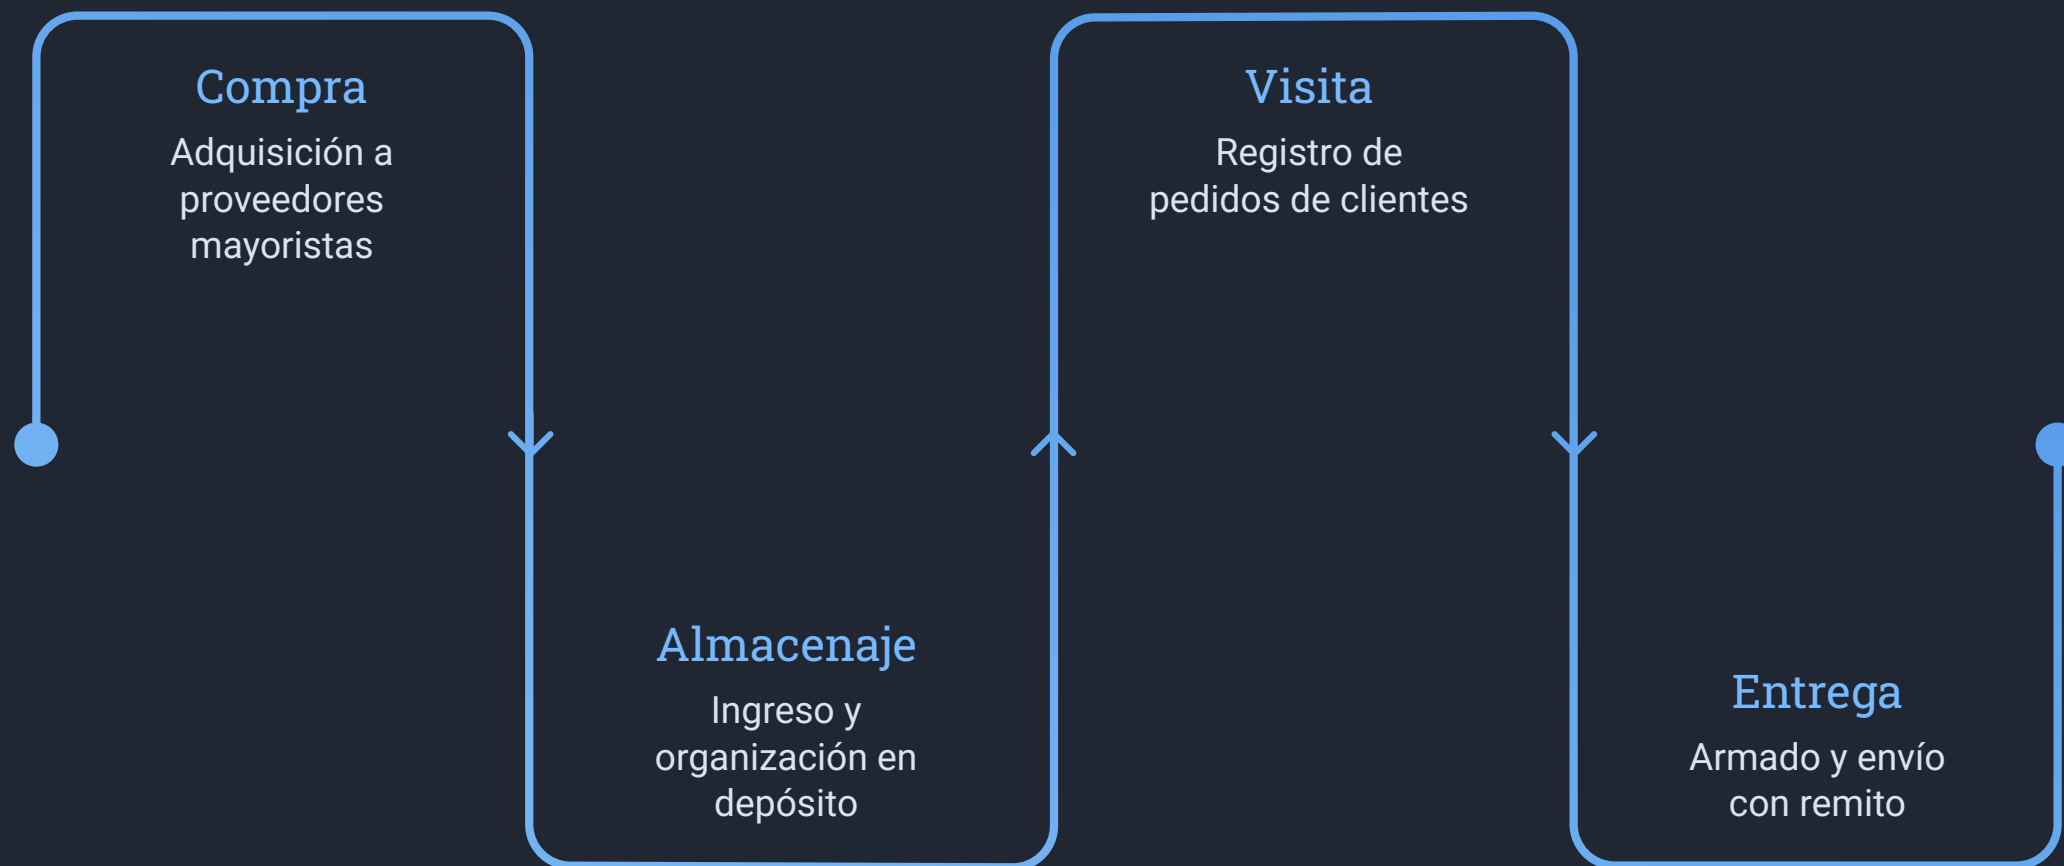 Compra
Adquisición a
proveedores
mayoristas
Almacenaje
Ingreso y
organización en
depósito
Visita
Registro de
pedidos de clientes
Entrega
Armado y envío
con remito